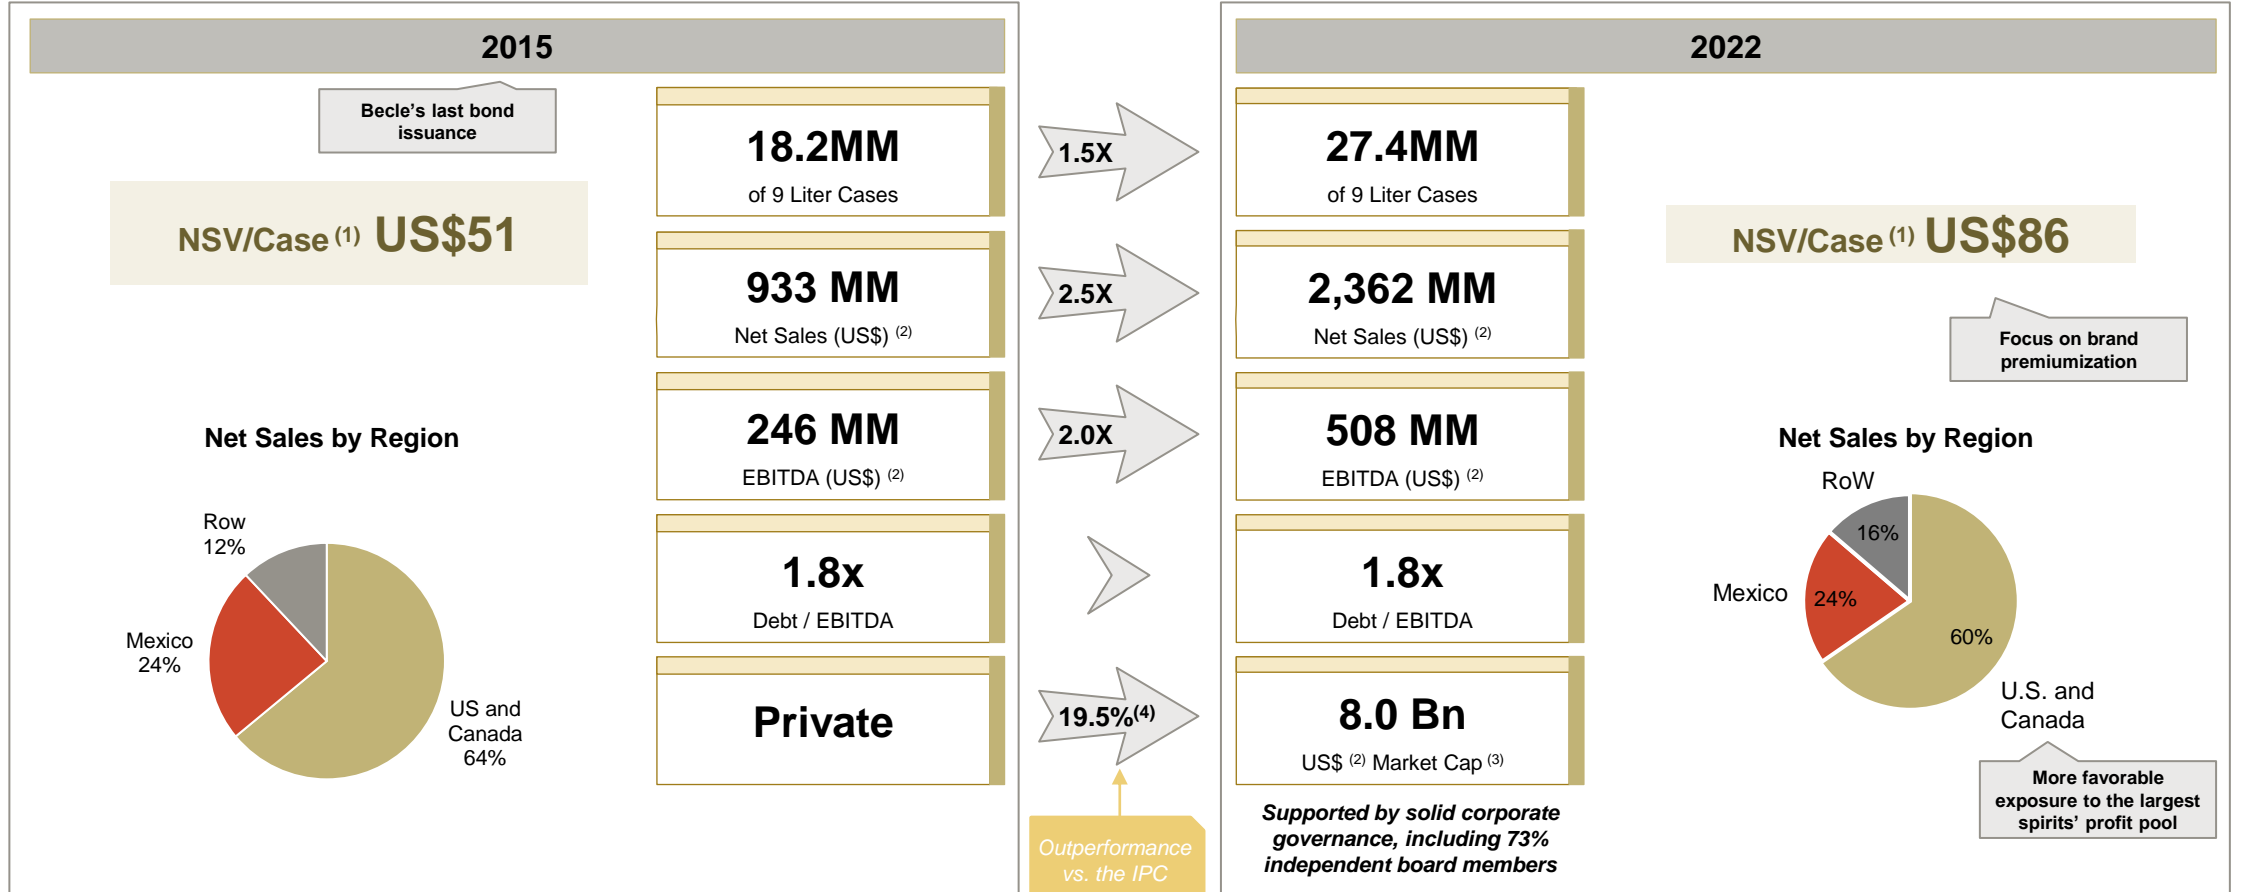 2015
Becle's last bond
issuance
NSV/Case (1) US$51
18.2MM
of 9 Liter Cases
933 MM
Net Sales (US$) (2)
246 MM
EBITDA (US$) (2)
1.8x
Debt / EBITDA
Private
Net Sales by Region
Row
12%
Mexico
24%
US and
Canada
64%
1.5X
2.5X
2.0X
19.5%(4)
Outperformance
vs. the IPC
2022
27.4MM
of 9 Liter Cases
2,362 MM
Net Sales (US$) (2)
508 MM
EBITDA (US$) (2)
1.8x
Debt / EBITDA
8.0 Bn
US$ (2) Market Cap (3)
Supported by solid corporate
governance, including 73%
independent board members
NSV/Case (1) US$86
Focus on brand
premiumization
Net Sales by Region
RoW
16%
Mexico
24%
60%
U.S. and
Canada
More favorable
exposure to the largest
spirits' profit pool